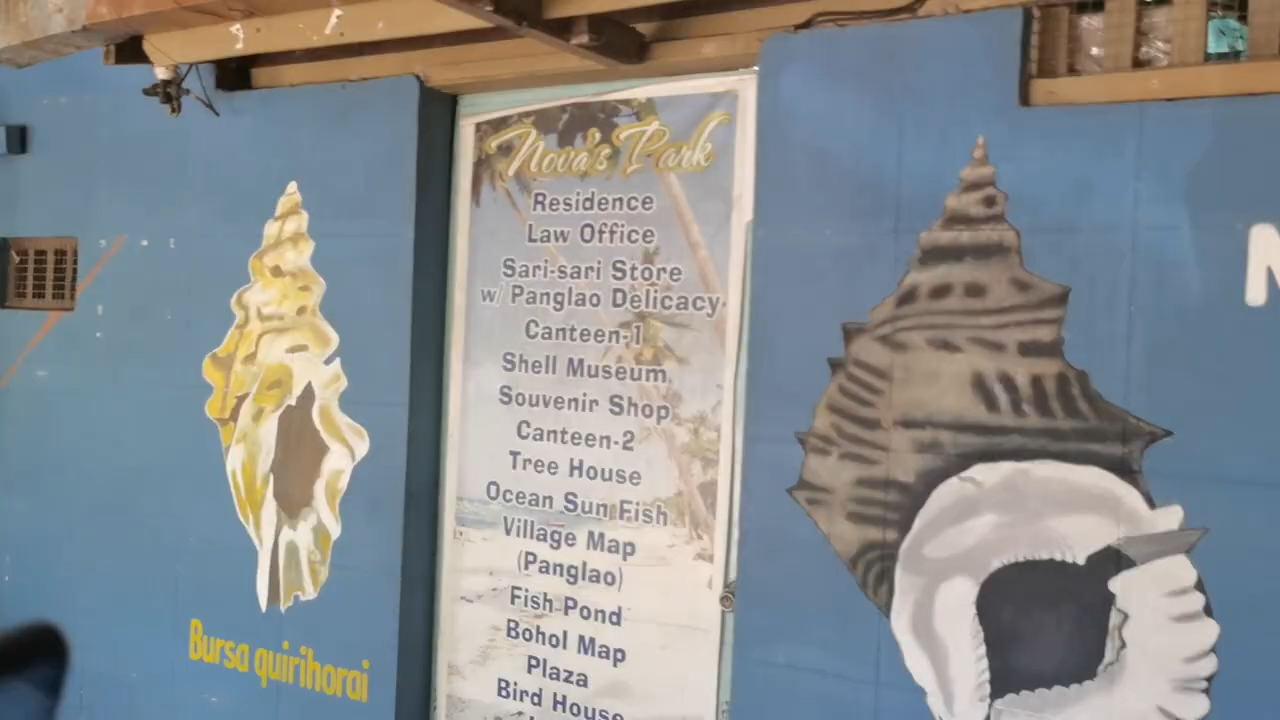 Nova's Park
Residence
Law Office
Sari-sari Store
w/ Panglao Delicacy
Canteen-1
Shell Museum
Souvenir Shop
Canteen-2
Tree House
Ocean Sun Fish
Village Map
(Panglao)
Fish Pond
Bohol Map
Plaza
Bird House
Bursa quirihorai